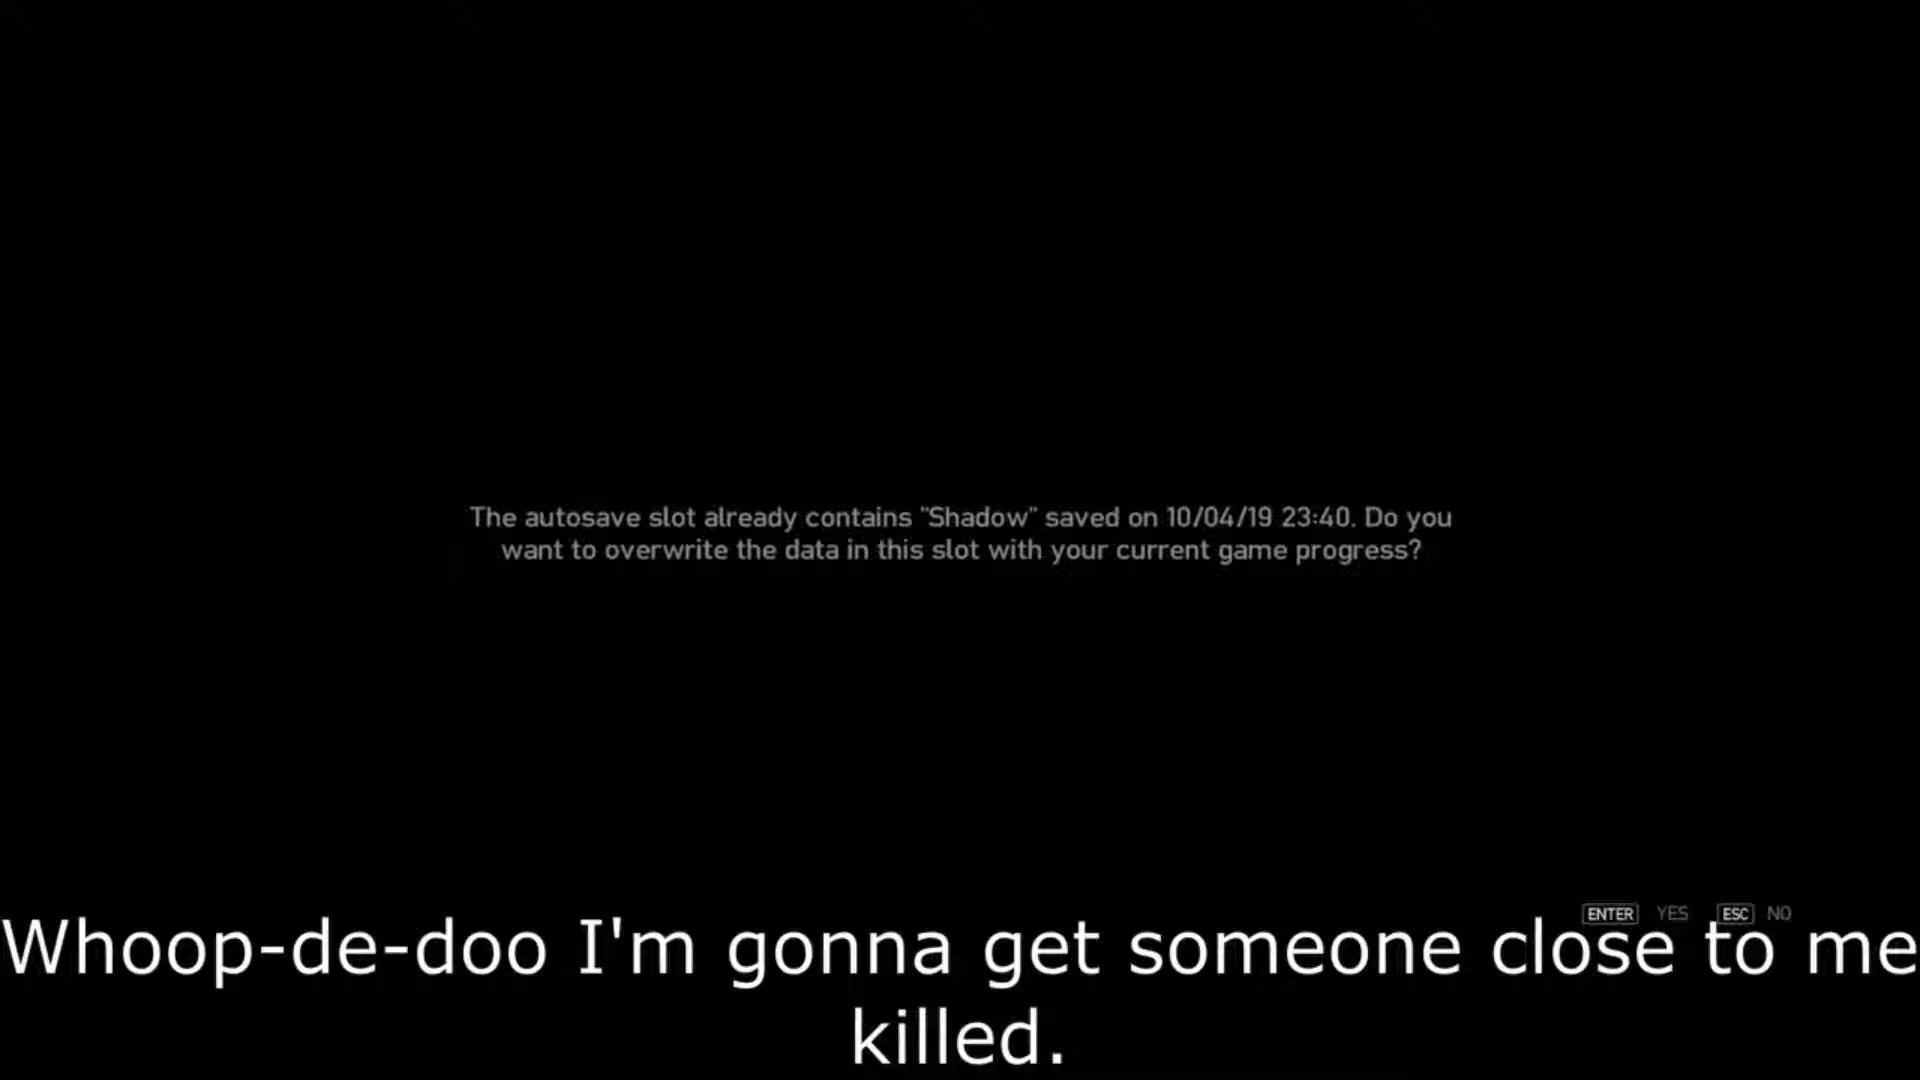 The autosave slot already contains "Shadow" saved on 10/04/19 23:40. Do you
want to overwrite the data in this slot with your current game progress?
ENTER YES ESC NO
Whoop-de-doo I'm gonna get someone close to me
killed.